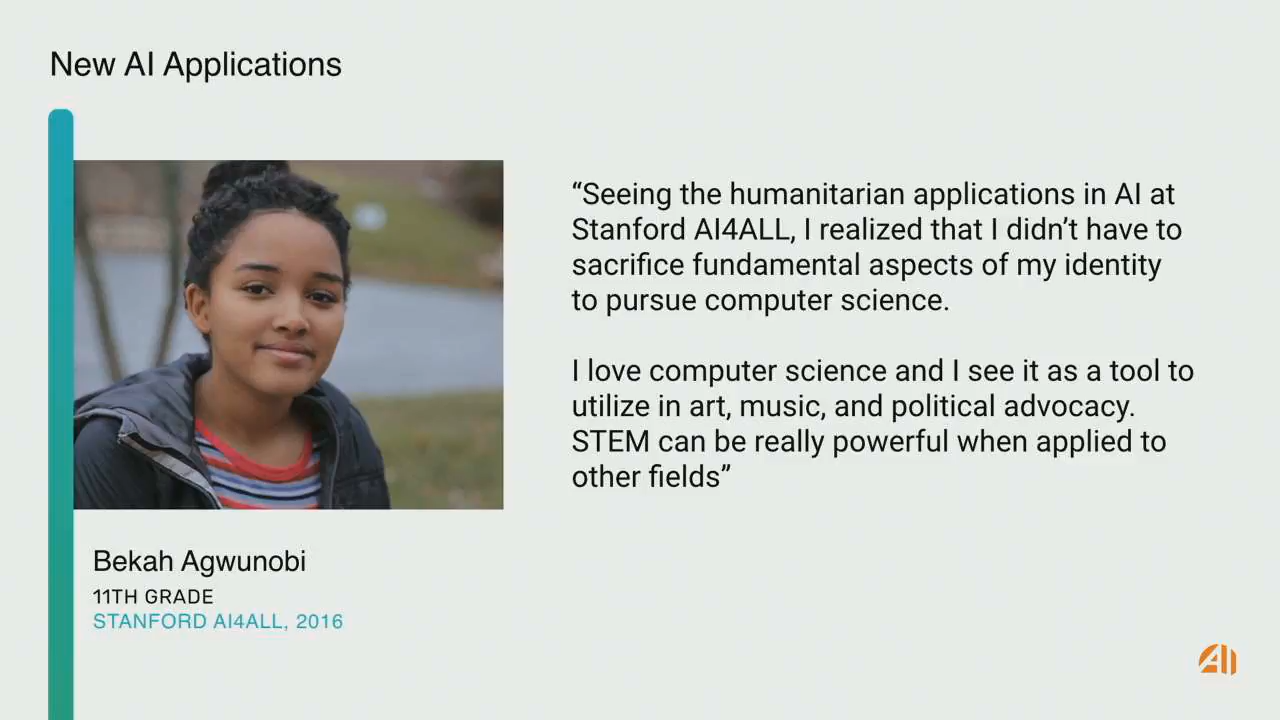 New AI Applications
“Seeing the humanitarian applications in AI at
Stanford AI4ALL, I realized that I didn’t have to
sacrifice fundamental aspects of my identity
to pursue computer science.
I love computer science and I see it as a tool to
utilize in art, music, and political advocacy.
STEM can be really powerful when applied to
other fields”
Bekah Agwunobi
11TH GRADE
STANFORD AI4ALL, 2016
AI